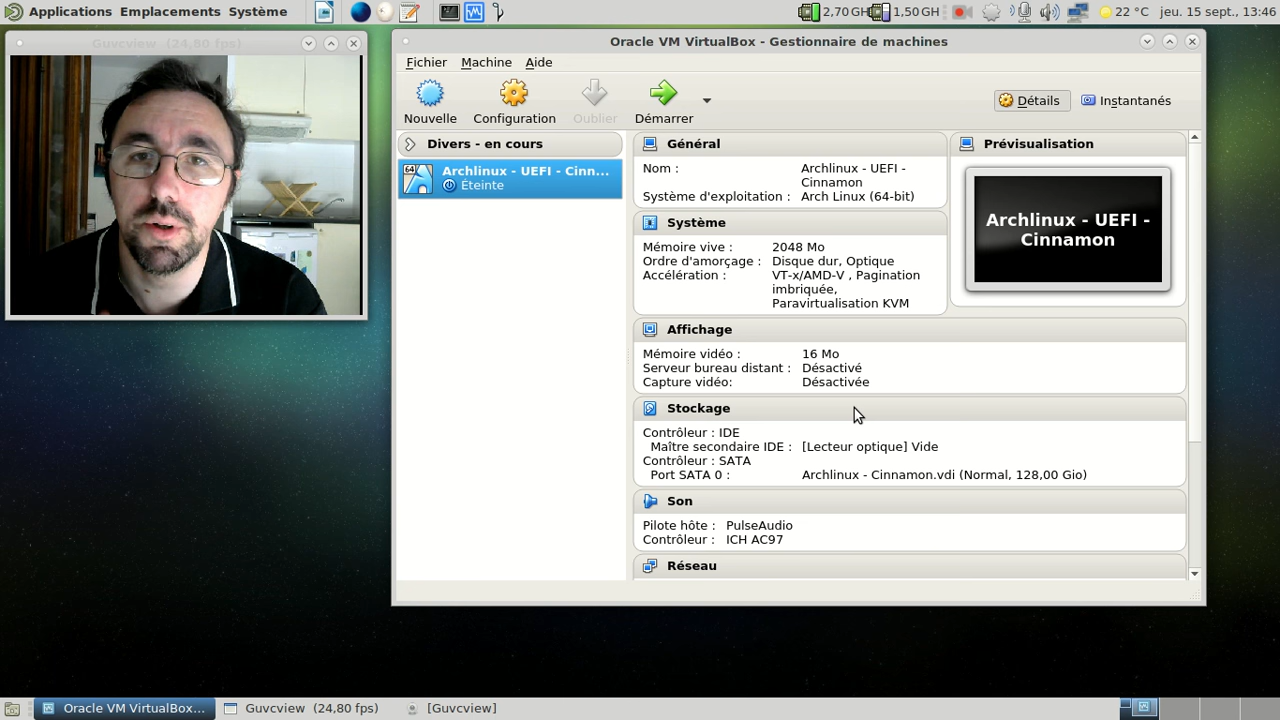 Applications Emplacements Système
2,70 GH 1,50 GH 22 °C jeu. 15 sept., 13:46
Guvcview (24,80 fps)
Oracle VM VirtualBox - Gestionnaire de machines
Fichier Machine Aide
Nouvelle Configuration Oublier Démarrer
Détails Instantanés
Divers - en cours
64
Archlinux - UEFI - Cinn...
Éteinte
Général
Nom : Archlinux - UEFI -
Cinnamon
Système d'exploitation : Arch Linux (64-bit)
Système
Mémoire vive : 2048 Mo
Ordre d'amorçage : Disque dur, Optique
Accélération : VT-x/AMD-V , Pagination
imbriquée,
Paravirtualisation KVM
Prévisualisation
Archlinux - UEFI -
Cinnamon
Affichage
Mémoire vidéo : 16 Mo
Serveur bureau distant : Désactivé
Capture vidéo: Désactivée
Stockage
Contrôleur : IDE
Maître secondaire IDE : [Lecteur optique] Vide
Contrôleur : SATA
Port SATA 0 : Archlinux - Cinnamon.vdi (Normal, 128,00 Gio)
Son
Pilote hôte : PulseAudio
Contrôleur : ICH AC97
Réseau
Oracle VM VirtualBox... Guvcview (24,80 fps) [Guvcview]